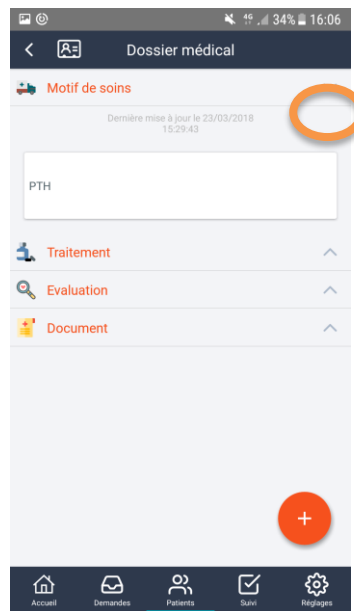 4G 34% 16:06
Dossier médical
Motif de soins
Dernière mise à jour le 23/03/2018
15:29:43
PTH
Traitement
Evaluation
Document
+
Accueil Demandes Patients Suivi Réglages